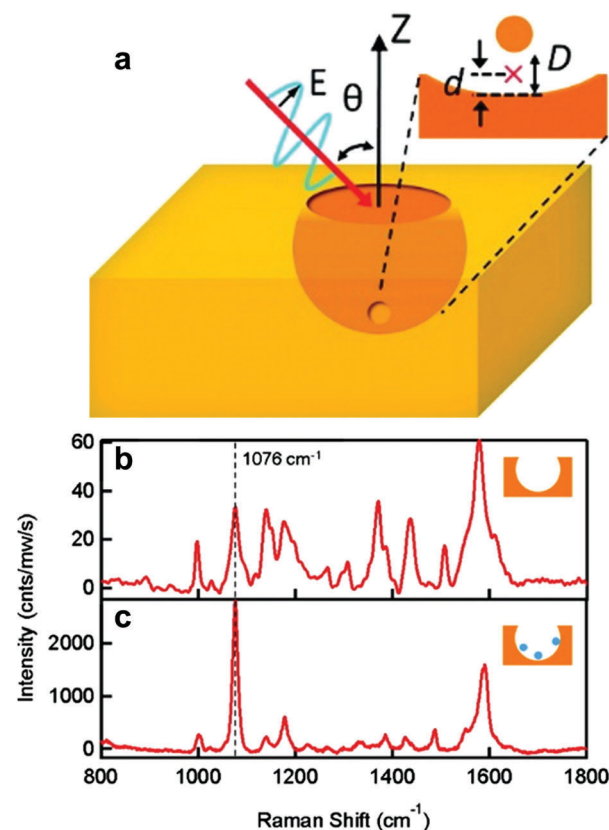 a
E
θ
Z
d
D
b
1076 cm⁻¹
60
40
20
0
c
2000
1000
0
Intensity (cnts/mw/s)
800 1000 1200 1400 1600 1800
Raman Shift (cm⁻¹)